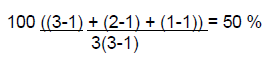 100 ((3-1) + (2-1) + (1-1)) = 50 %
3(3-1)